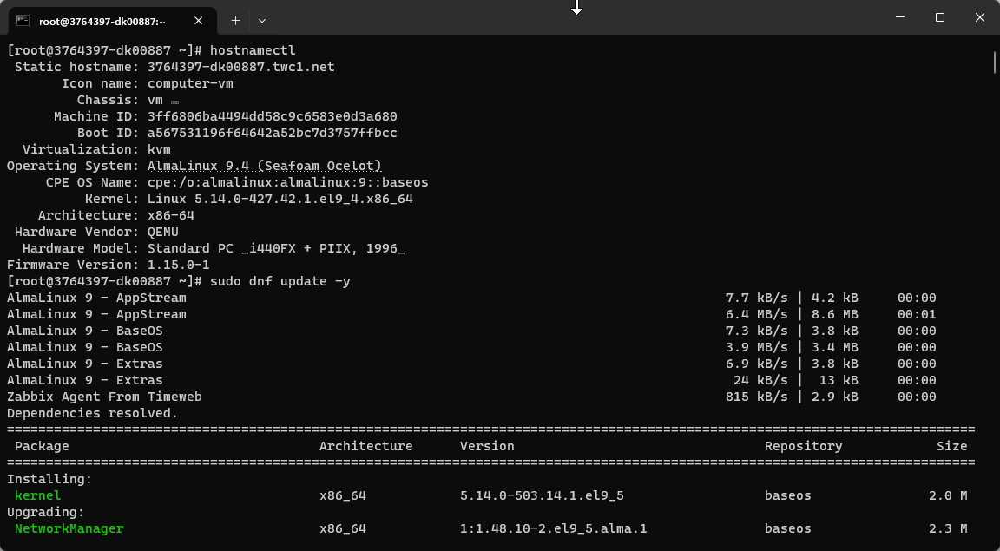 root@3764397-dk00887:~
[root@3764397-dk00887 ~]# hostnamectl
 Static hostname: 3764397-dk00887.twc1.net
       Icon name: computer-vm
         Chassis: vm
      Machine ID: 3ff6806ba4494dd58c9c6583e0d3a680
         Boot ID: a567531196f64642a52bc7d3757ffbcc
  Virtualization: kvm
Operating System: AlmaLinux 9.4 (Seafoam Ocelot)
     CPE OS Name: cpe:/o:almalinux:almalinux:9::baseos
          Kernel: Linux 5.14.0-427.42.1.el9_4.x86_64
    Architecture: x86-64
 Hardware Vendor: QEMU
  Hardware Model: Standard PC _i440FX + PIIX, 1996_
Firmware Version: 1.15.0-1
[root@3764397-dk00887 ~]# sudo dnf update -y
AlmaLinux 9 - AppStream 7.7 kB/s | 4.2 kB 00:00
AlmaLinux 9 - AppStream 6.4 MB/s | 8.6 MB 00:01
AlmaLinux 9 - BaseOS 7.3 kB/s | 3.8 kB 00:00
AlmaLinux 9 - BaseOS 3.9 MB/s | 3.4 MB 00:00
AlmaLinux 9 - Extras 6.9 kB/s | 3.8 kB 00:00
AlmaLinux 9 - Extras 24 kB/s | 13 kB 00:00
Zabbix Agent From Timeweb 815 kB/s | 2.9 kB 00:00
Dependencies resolved.
============================================================================================================================
 Package Architecture Version Repository Size
============================================================================================================================
Installing:
 kernel x86_64 5.14.0-503.14.1.el9_5 baseos 2.0 M
Upgrading:
 NetworkManager x86_64 1:1.48.10-2.el9_5.alma.1 baseos 2.3 M